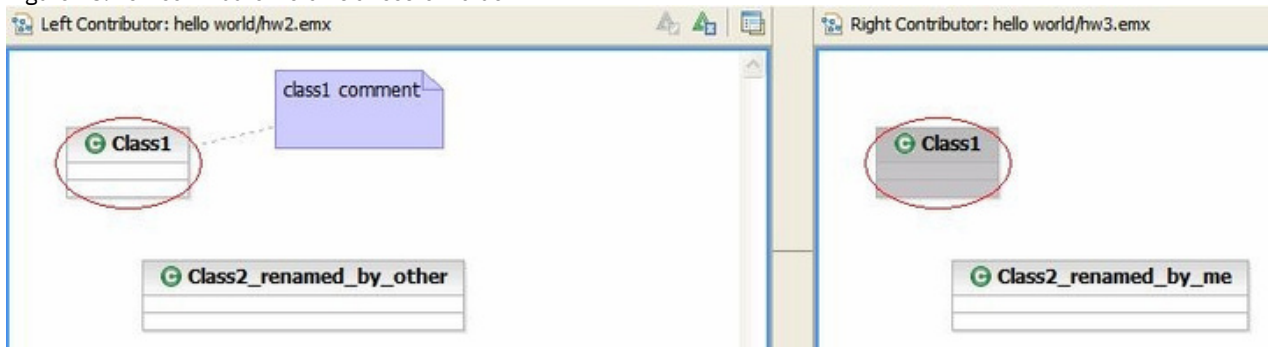 Left Contributor: hello world/hw2.emx
Right Contributor: hello world/hw3.emx
class1 comment
Class1
Class1
Class2_renamed_by_other
Class2_renamed_by_me